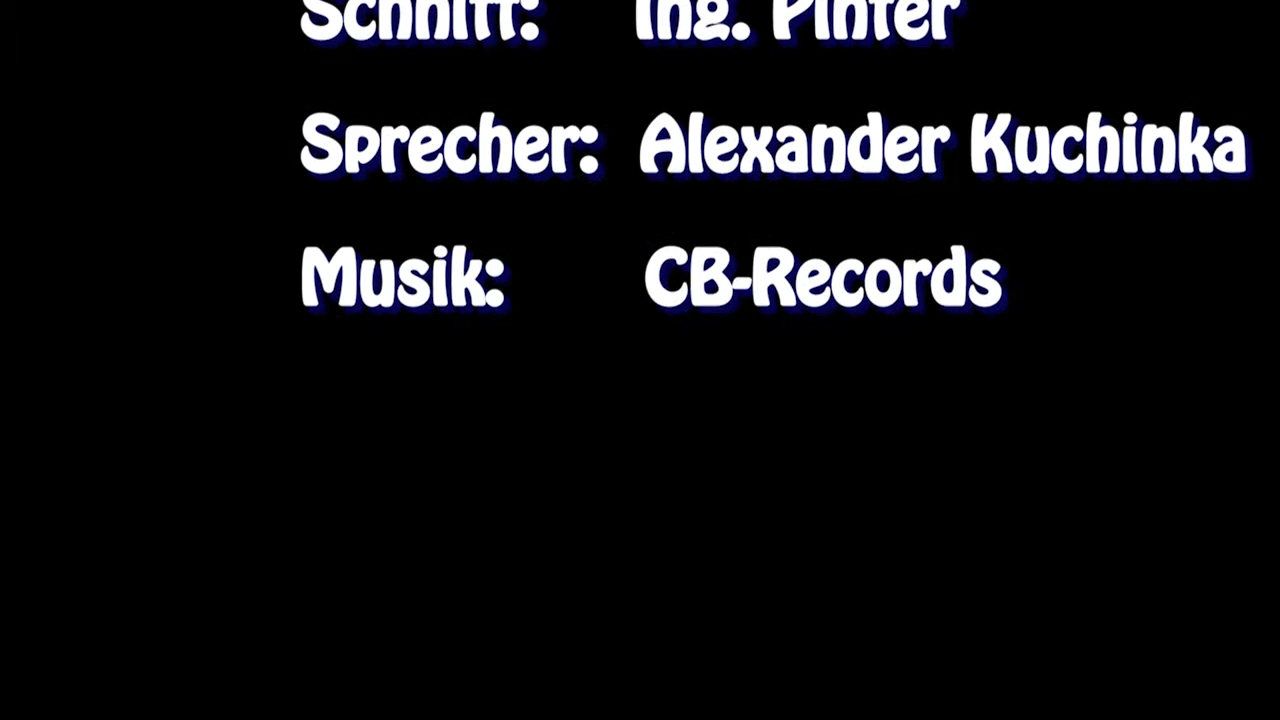 Schnitt: Ing. Pinter
Sprecher: Alexander Kuchinka
Musik: CB-Records